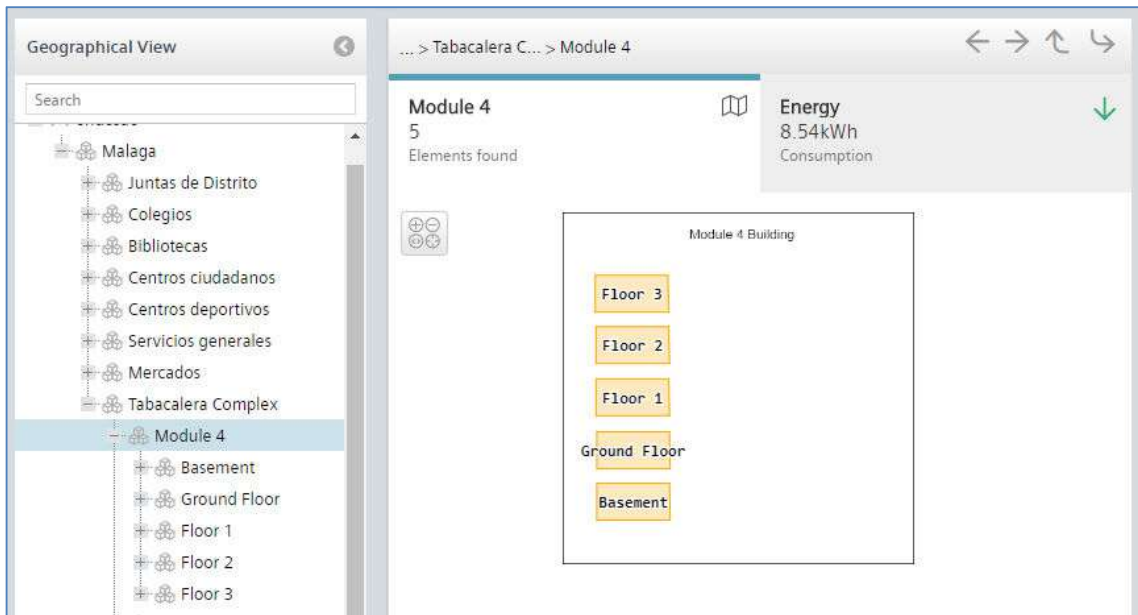 Geographical View
Search
Malaga
Juntas de Distrito
Colegios
Bibliotecas
Centros ciudadanos
Centros deportivos
Servicios generales
Mercados
Tabacalera Complex
Module 4
Basement
Ground Floor
Floor 1
Floor 2
Floor 3
... > Tabacalera C... > Module 4
Module 4
5
Elements found
Energy
8.54kWh
Consumption
Module 4 Building
Floor 3
Floor 2
Floor 1
Ground Floor
Basement